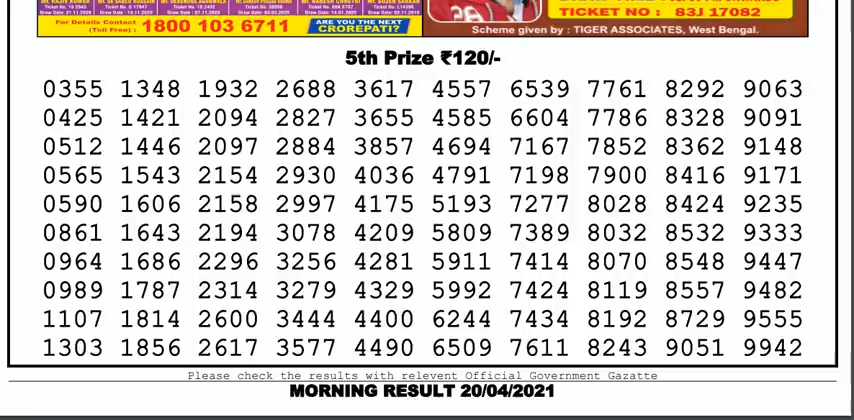 For Details Contact
(Toll Free) : 1800 103 6711
ARE YOU THE NEXT
CROREPATI?
TICKET NO : 83J 17082
Scheme given by : TIGER ASSOCIATES, West Bengal.
5th Prize ₹120/-
0355 1348 1932 2688 3617 4557 6539 7761 8292 9063
0425 1421 2094 2827 3655 4585 6604 7786 8328 9091
0512 1446 2097 2884 3857 4694 7167 7852 8362 9148
0565 1543 2154 2930 4036 4791 7198 7900 8416 9171
0590 1606 2158 2997 4175 5193 7277 8028 8424 9235
0861 1643 2194 3078 4209 5809 7389 8032 8532 9333
0964 1686 2296 3256 4281 5911 7414 8070 8548 9447
0989 1787 2314 3279 4329 5992 7424 8119 8557 9482
1107 1814 2600 3444 4400 6244 7434 8192 8729 9555
1303 1856 2617 3577 4490 6509 7611 8243 9051 9942
Please check the results with relevent Official Government Gazatte
MORNING RESULT 20/04/2021